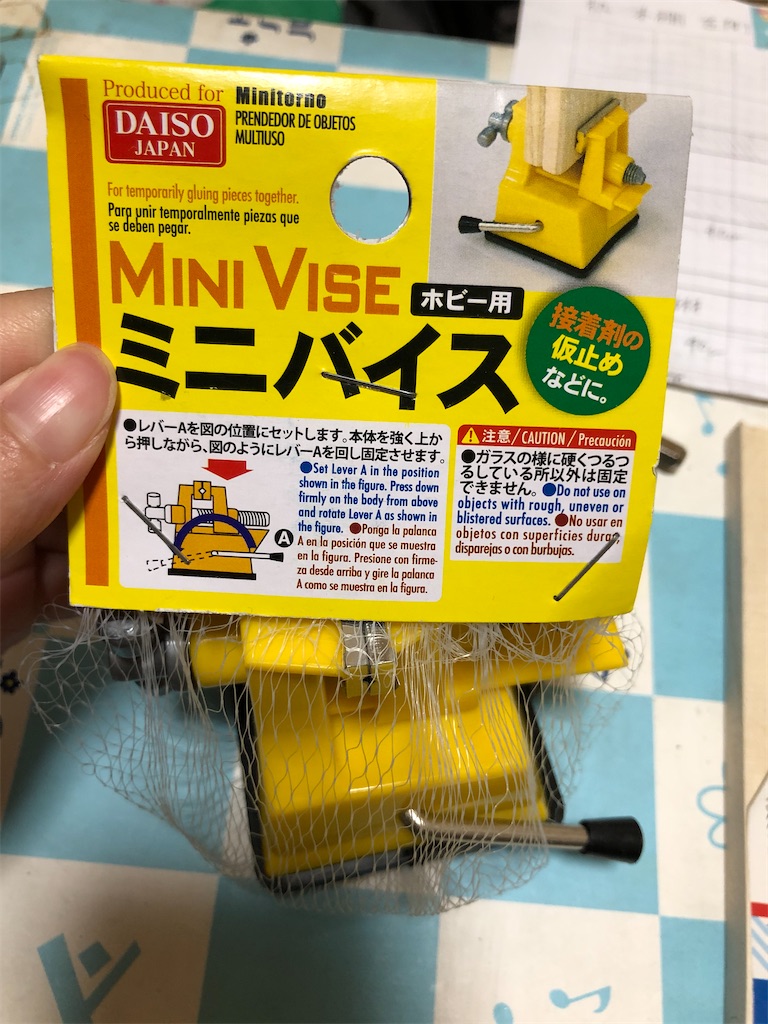 Produced for
DAISO
JAPAN
Minitorno
PRENDEDOR DE OBJETOS
MULTIUSO
For temporarily gluing pieces together.
Para unir temporalmente piezas que
se deben pegar.
MINI VISE
ホビー用
ミニバイス
接着剤の
仮止め
などに。
●レバーAを図の位置にセットします。本体を強く上か
ら押しながら、図のようにレバーAを回し固定させます。
●Set Lever A in the position
shown in the figure. Press down
firmly on the body from above
and rotate Lever A as shown in
the figure. ●Ponga la palanca
A en la posición que se muestra
en la figura. Presione con firme-
za desde arriba y gire la palanca
A como se muestra en la figura.
A
注意/CAUTION/Precaución
●ガラスの様に硬くつるつ
るしている所以外は固定
できません。●Do not use on
objects with rough, uneven or
blistered surfaces. ●No usar en
objetos con superficies duras,
disparejas o con burbujas.